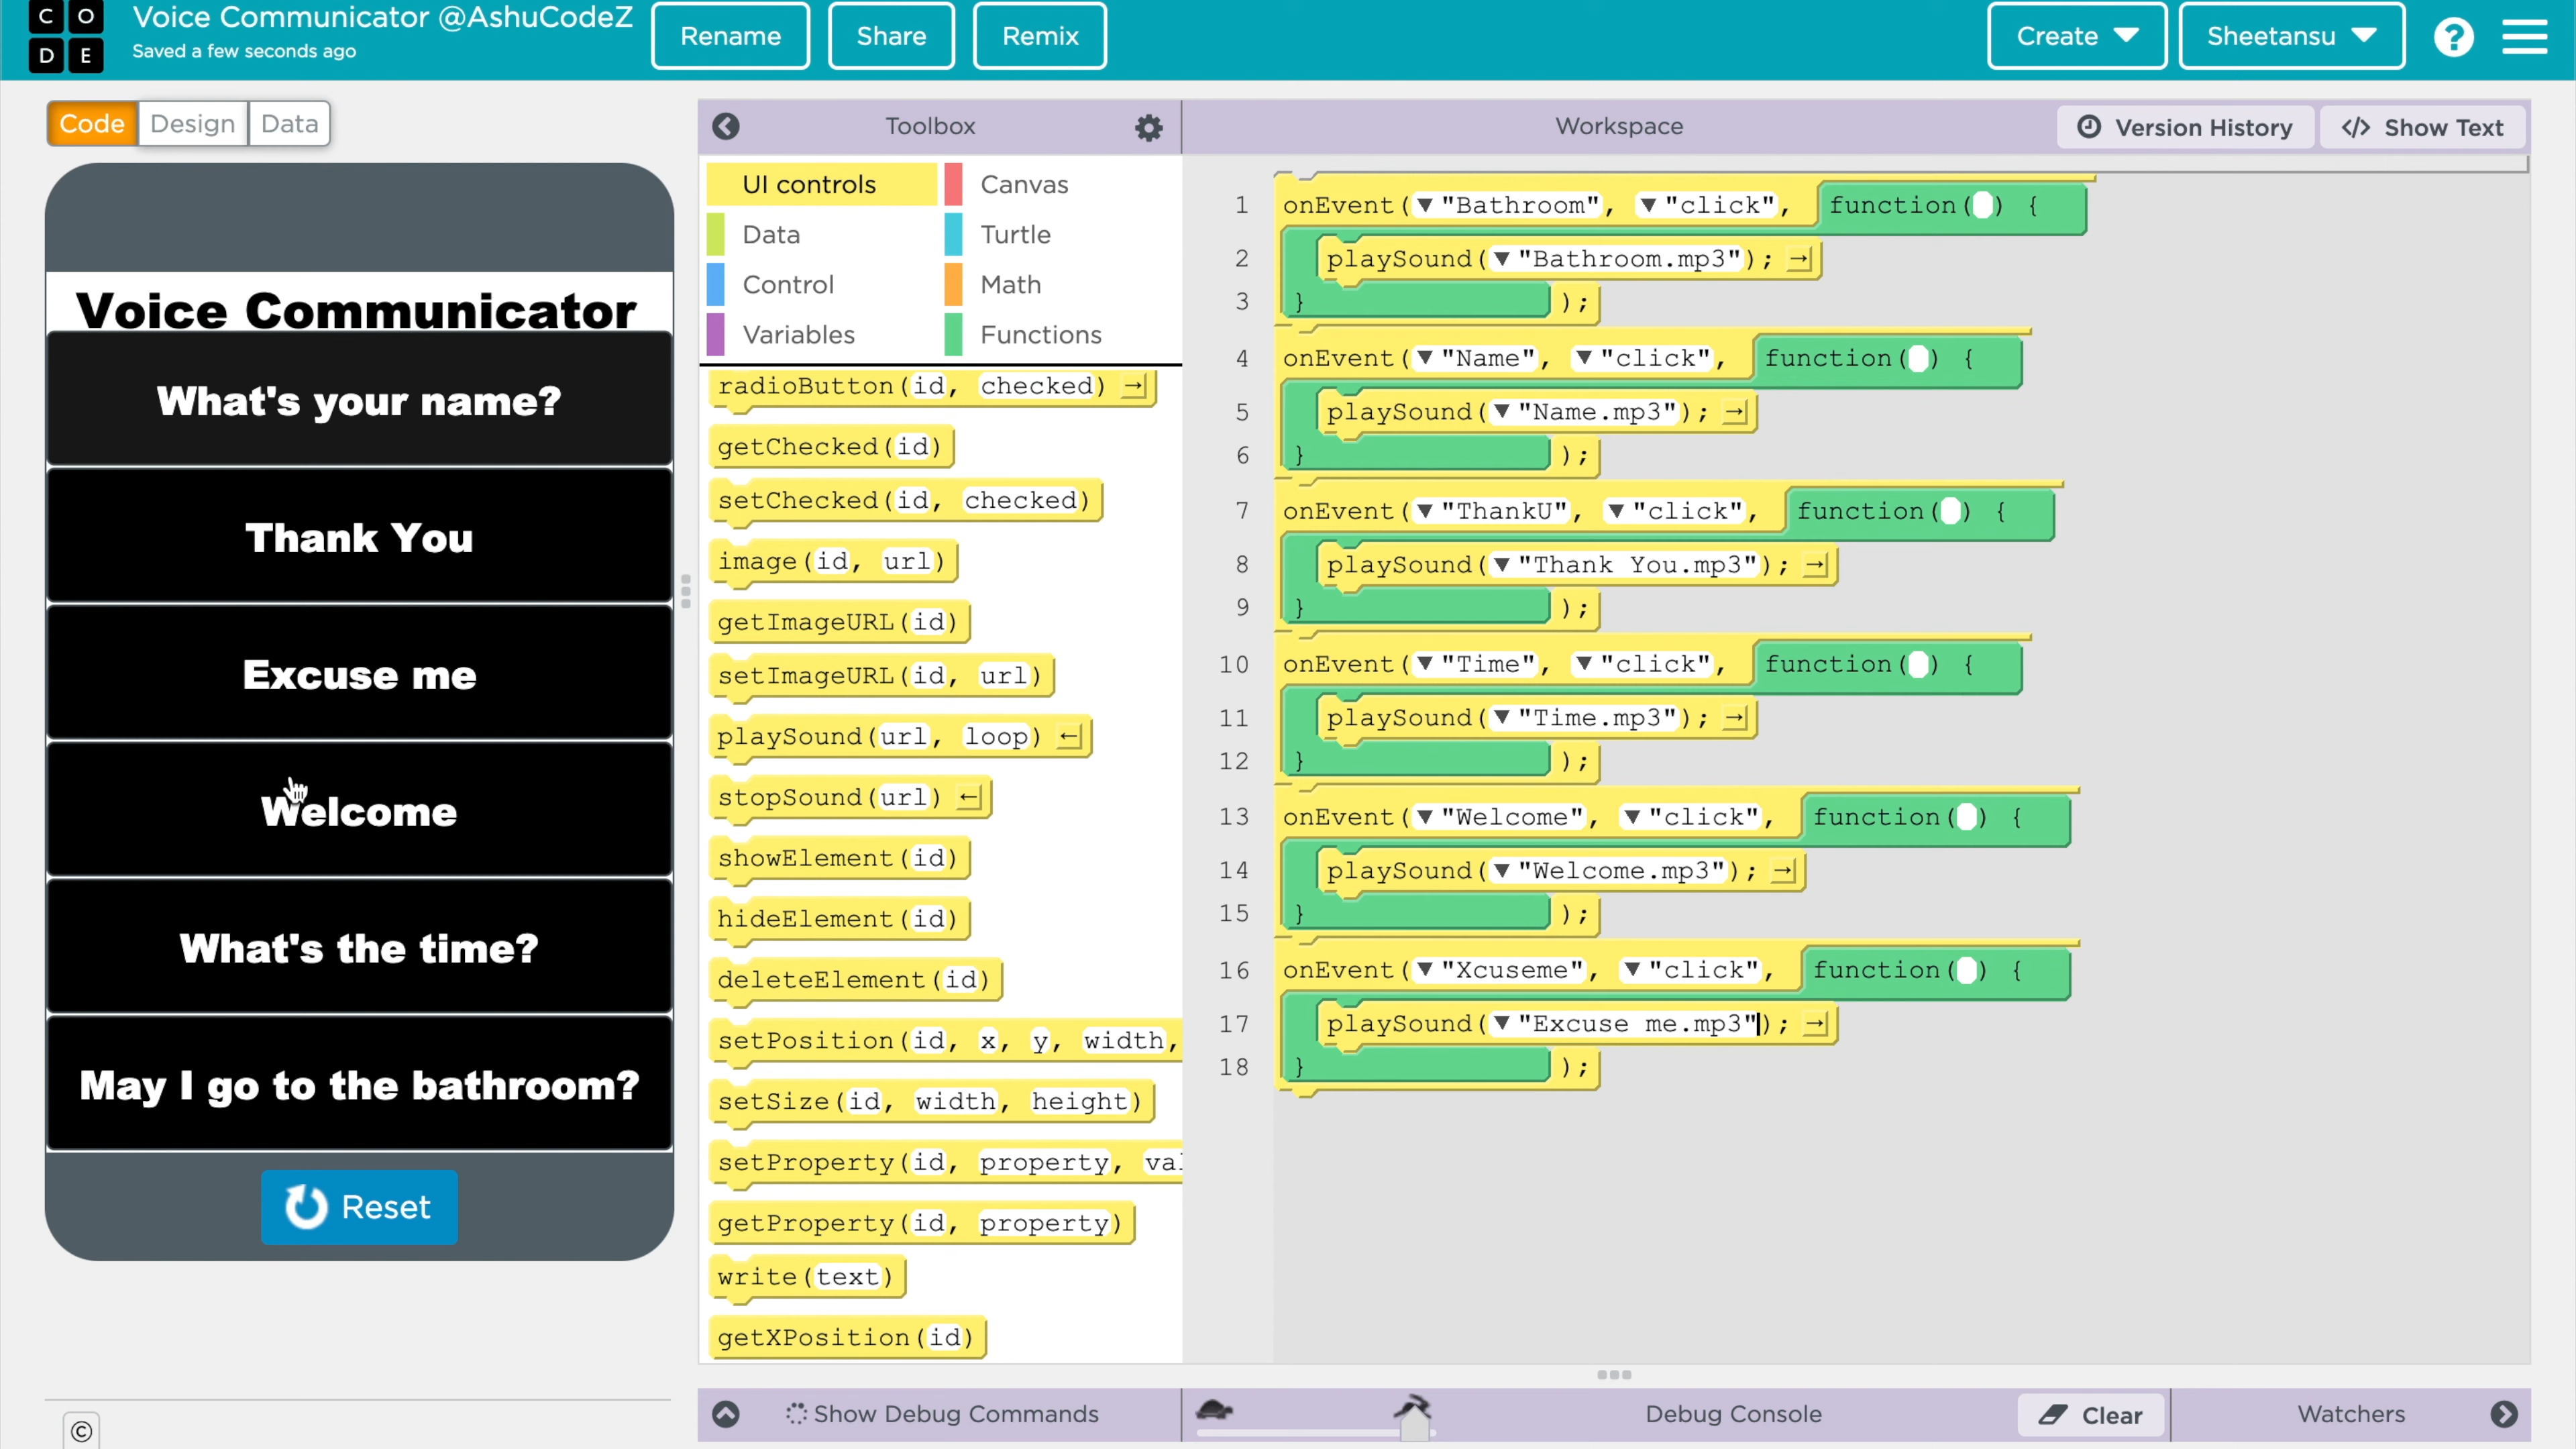 CODE
Voice Communicator @AshuCodeZ
Saved a few seconds ago
Rename
Share
Remix
Create
Sheetansu
?
Code Design Data
Voice Communicator
What's your name?
Thank You
Excuse me
Welcome
What's the time?
May I go to the bathroom?
Reset
©
Toolbox
UI controls
Canvas
Data
Turtle
Control
Math
Variables
Functions
radioButton(id, checked) →
getChecked(id)
setChecked(id, checked)
image(id, url)
getImageURL(id)
setImageURL(id, url)
playSound(url, loop) ←
stopSound(url) ←
showElement(id)
hideElement(id)
deleteElement(id)
setPosition(id, x, y, width,
setSize(id, width, height)
setProperty(id, property, val
getProperty(id, property)
write(text)
getXPosition(id)
Show Debug Commands
Workspace
Version History
</> Show Text
1 onEvent(▼"Bathroom", ▼"click", function() {
2 playSound(▼"Bathroom.mp3"); →
3 } );
4 onEvent(▼"Name", ▼"click", function() {
5 playSound(▼"Name.mp3"); →
6 } );
7 onEvent(▼"ThankU", ▼"click", function() {
8 playSound(▼"Thank You.mp3"); →
9 } );
10 onEvent(▼"Time", ▼"click", function() {
11 playSound(▼"Time.mp3"); →
12 } );
13 onEvent(▼"Welcome", ▼"click", function() {
14 playSound(▼"Welcome.mp3"); →
15 } );
16 onEvent(▼"Xcuseme", ▼"click", function() {
17 playSound(▼"Excuse me.mp3"); →
18 } );
Debug Console
Clear
Watchers